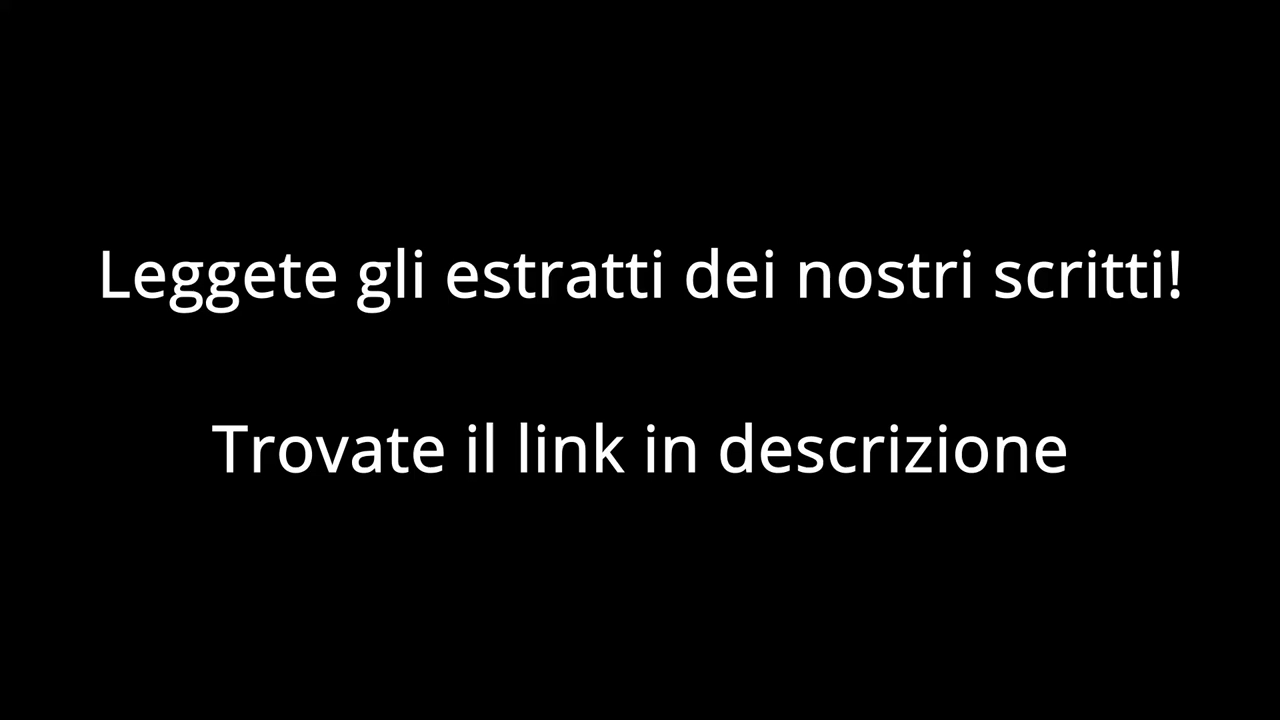 Leggete gli estratti dei nostri scritti!
Trovate il link in descrizione